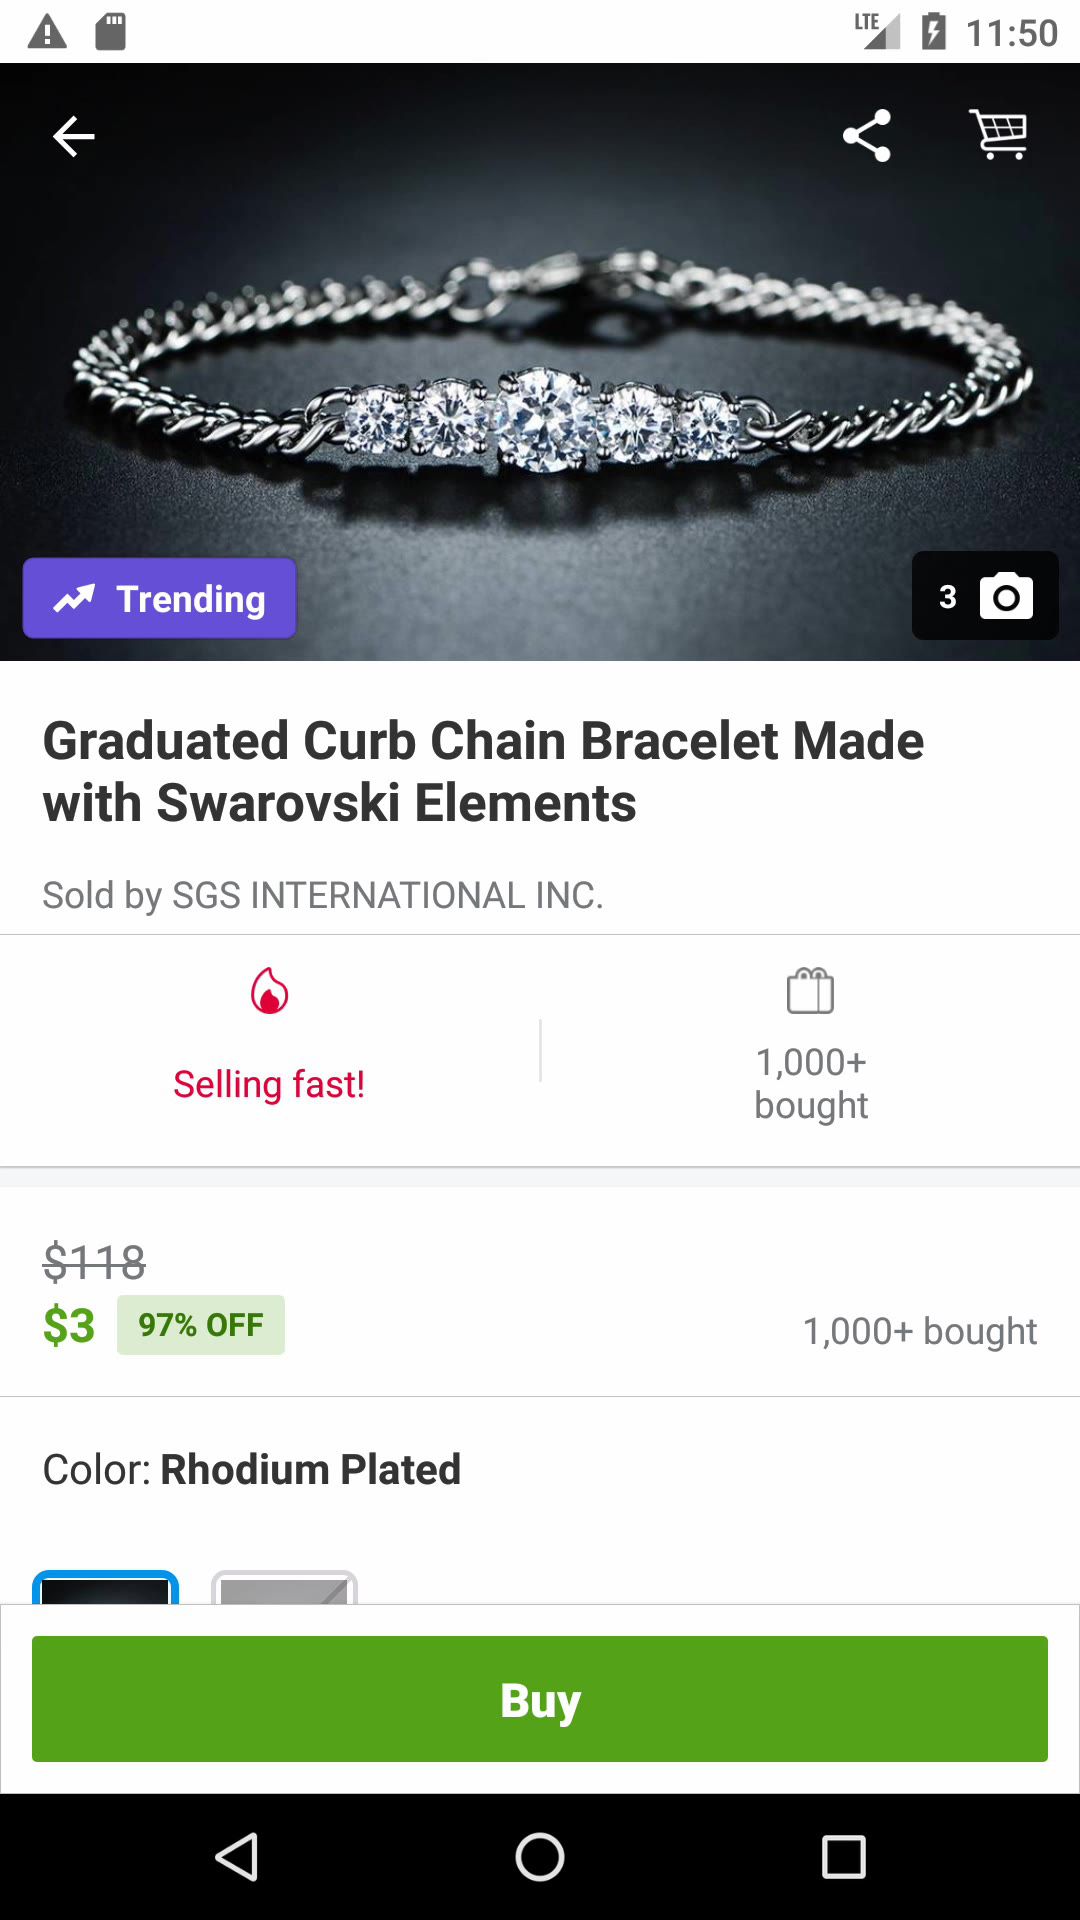 LTE 11:50
Trending
3
Graduated Curb Chain Bracelet Made
with Swarovski Elements
Sold by SGS INTERNATIONAL INC.
Selling fast!
1,000+
bought
$118
$3 97% OFF
1,000+ bought
Color: Rhodium Plated
Buy